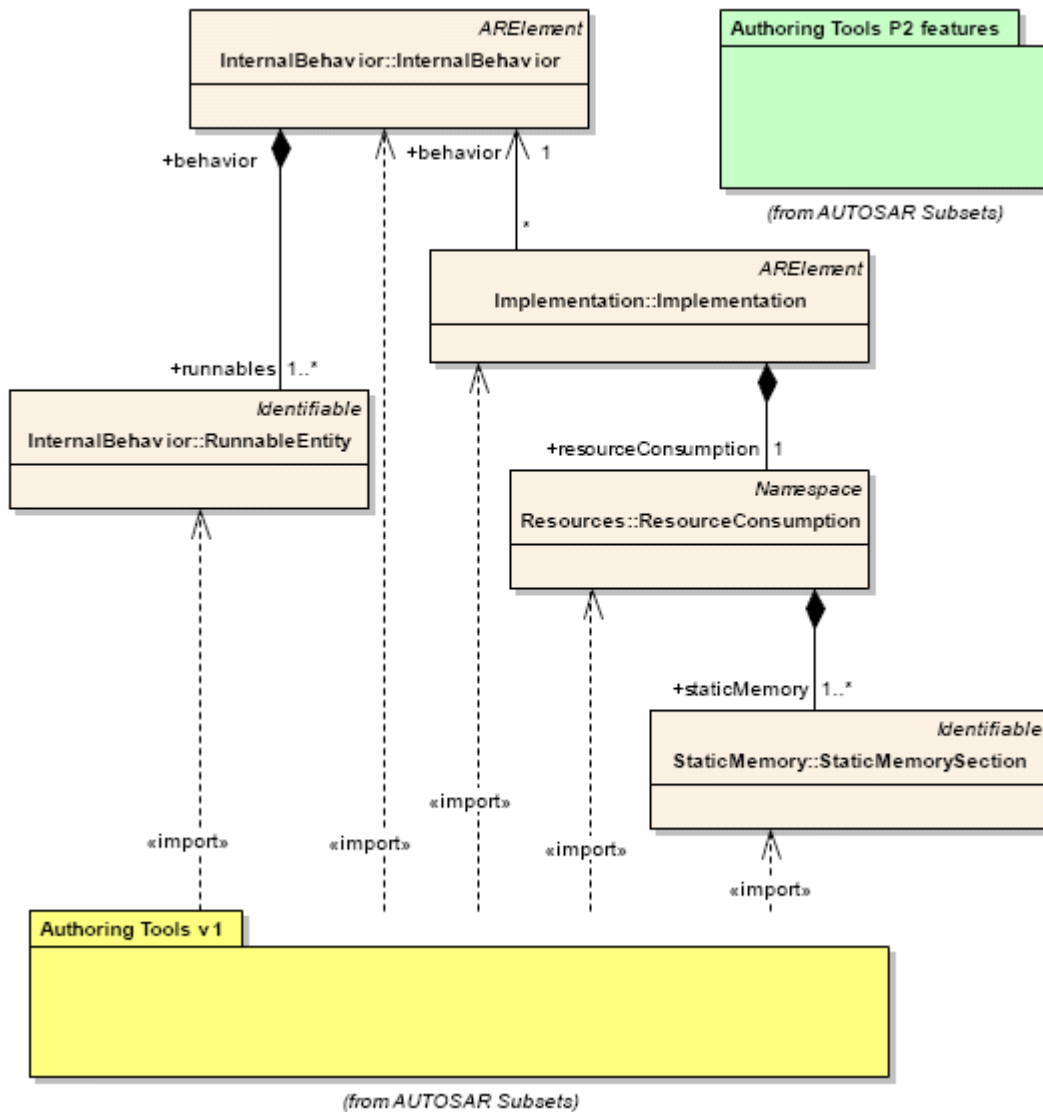 ARElement
InternalBehavior::InternalBehavior
Authoring Tools P2 features
(from AUTOSAR Subsets)
+behavior
+behavior 1
*
ARElement
Implementation::Implementation
+runnables 1..*
Identifiable
InternalBehavior::RunnableEntity
+resourceConsumption 1
Namespace
Resources::ResourceConsumption
+staticMemory 1..*
Identifiable
StaticMemory::StaticMemorySection
«import»
«import»
«import»
«import»
«import»
Authoring Tools v1
(from AUTOSAR Subsets)